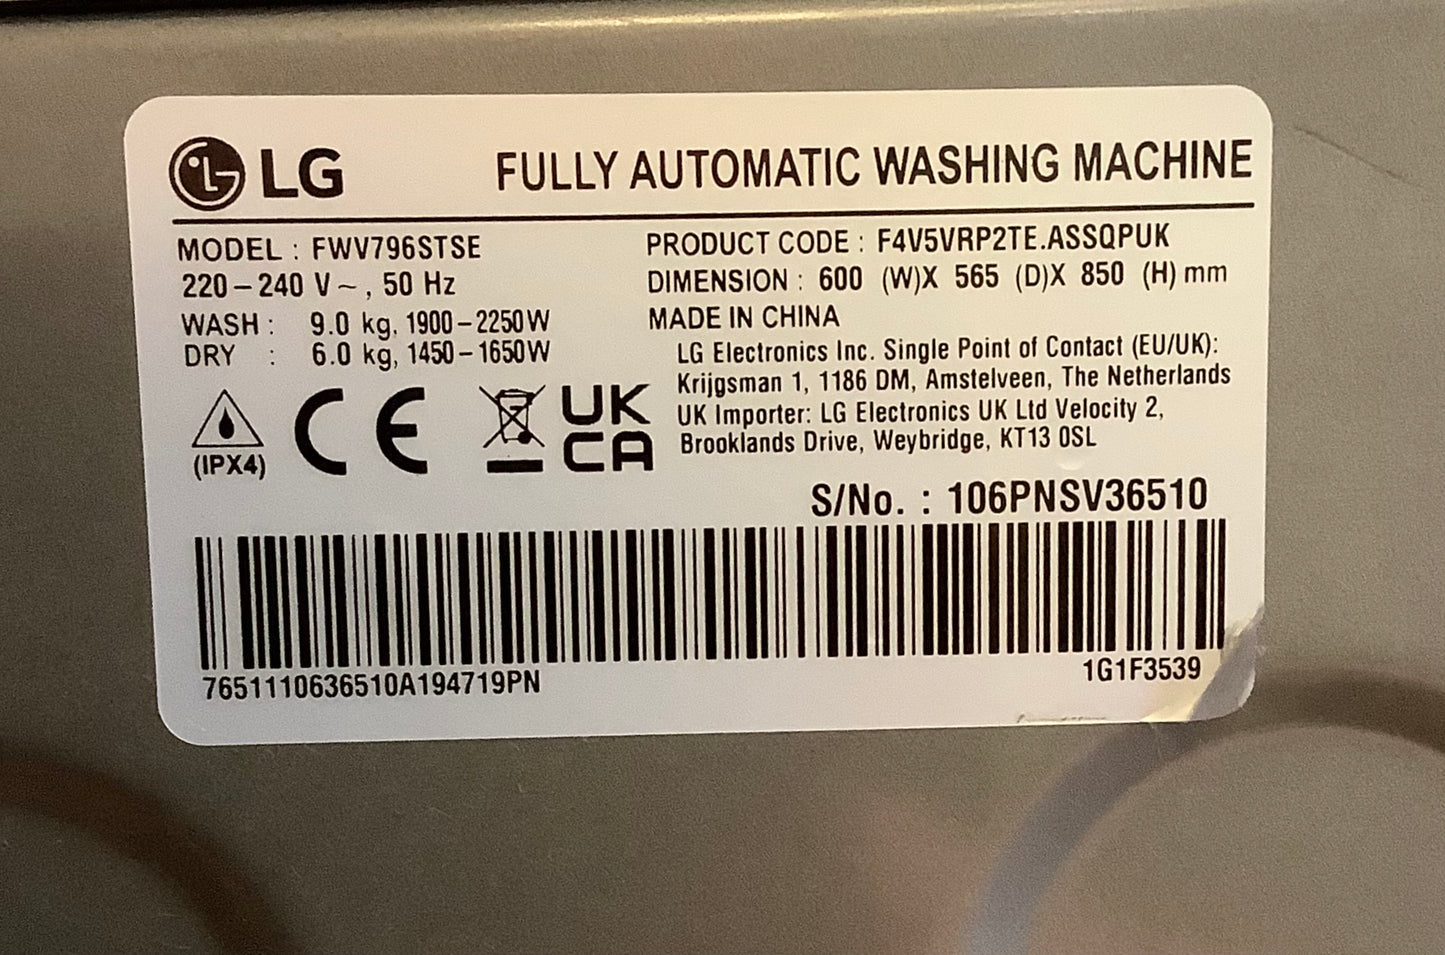 LG FULLY AUTOMATIC WASHING MACHINE
MODEL : FWV796STSE
220-240 V~, 50 Hz
WASH : 9.0 kg, 1900-2250W
DRY : 6.0 kg, 1450-1650W
PRODUCT CODE : F4V5VRP2TE.ASSQPUK
DIMENSION : 600 (W)X 565 (D)X 850 (H) mm
MADE IN CHINA
LG Electronics Inc. Single Point of Contact (EU/UK):
Krijgsman 1, 1186 DM, Amstelveen, The Netherlands
UK Importer: LG Electronics UK Ltd Velocity 2,
Brooklands Drive, Weybridge, KT13 0SL
(IPX4)
CE
UK
CA
S/No. : 106PNSV36510
7651110636510A194719PN
1G1F3539